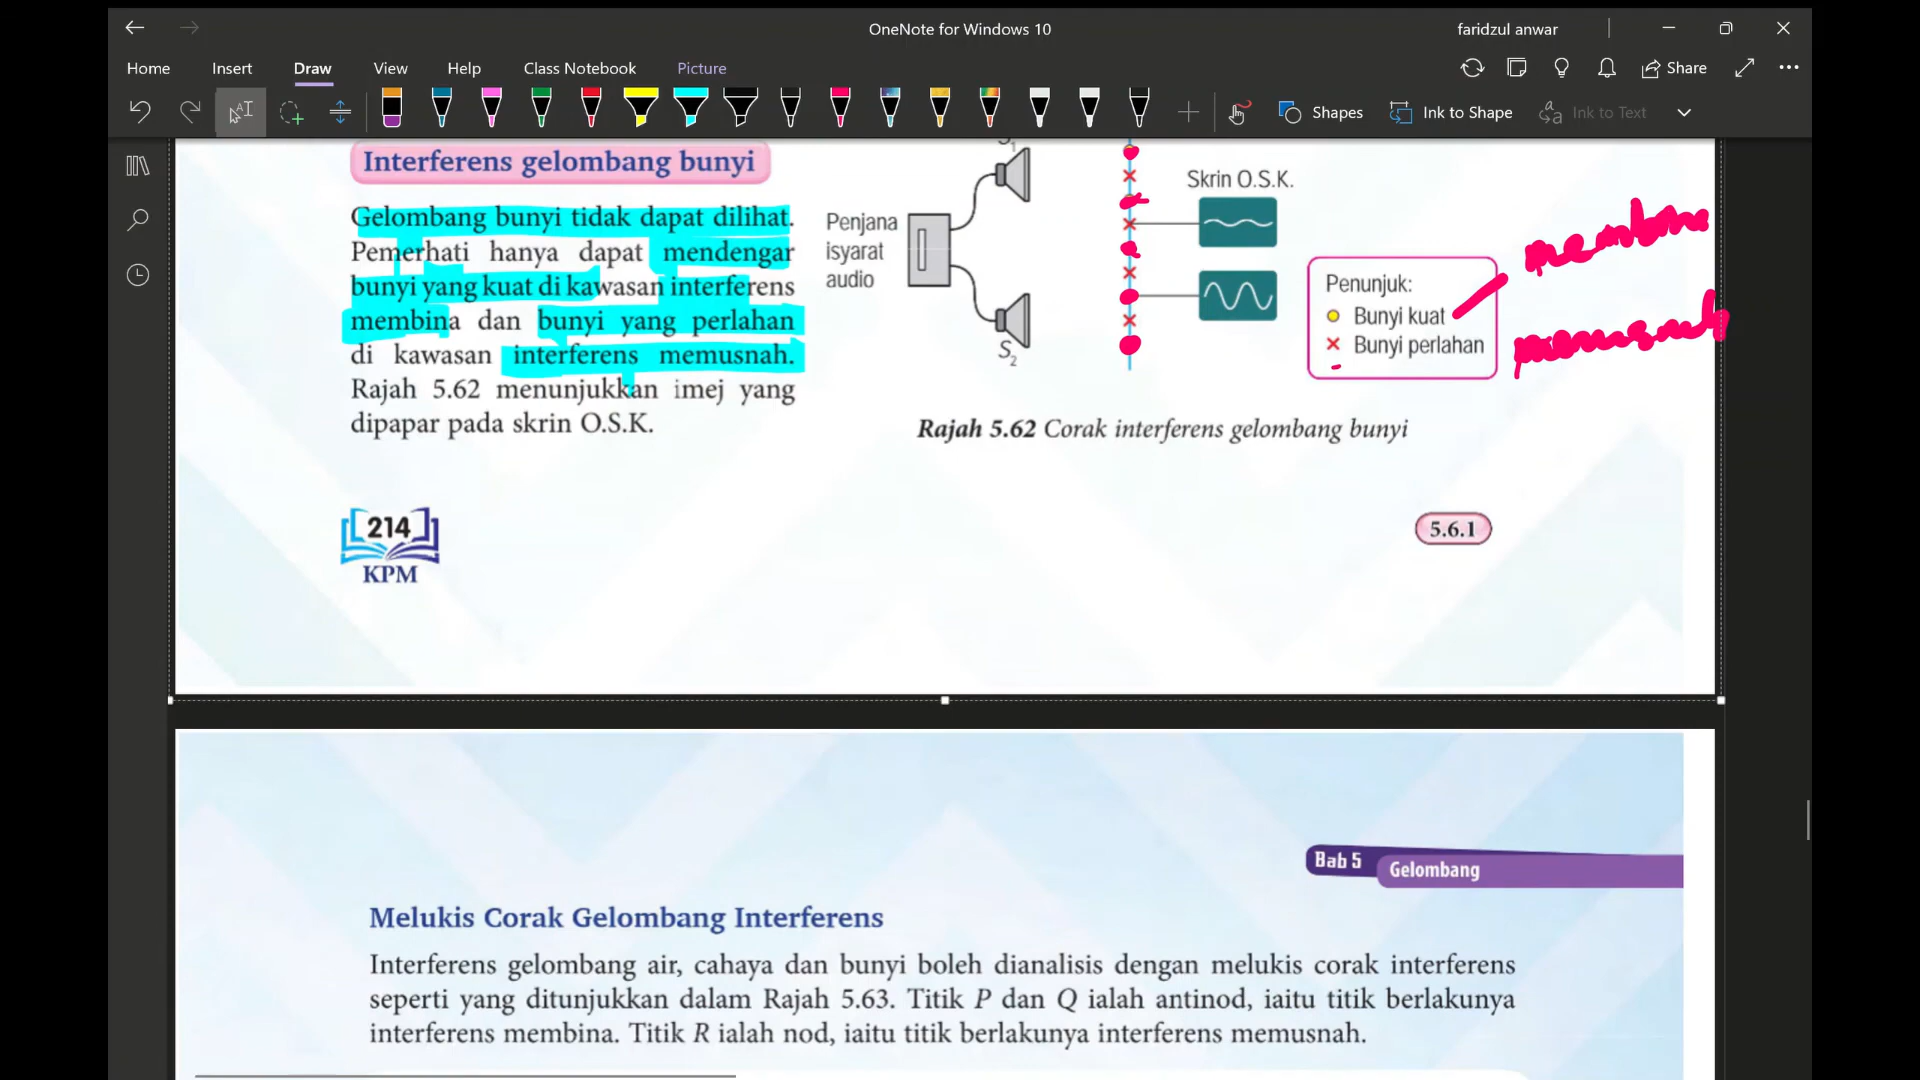 OneNote for Windows 10
faridzul anwar
Home Insert Draw View Help Class Notebook Picture
Share
Shapes Ink to Shape Ink to Text
Interferens gelombang bunyi
Gelombang bunyi tidak dapat dilihat.
Pemerhati hanya dapat mendengar
bunyi yang kuat di kawasan interferens
membina dan bunyi yang perlahan
di kawasan interferens memusnah.
Rajah 5.62 menunjukkan imej yang
dipapar pada skrin O.S.K.
Penjana
isyarat
audio
S2
Skrin O.S.K.
Penunjuk:
Bunyi kuat
Bunyi perlahan
Rajah 5.62 Corak interferens gelombang bunyi
214
KPM
5.6.1
Bab 5 Gelombang
Melukis Corak Gelombang Interferens
Interferens gelombang air, cahaya dan bunyi boleh dianalisis dengan melukis corak interferens
seperti yang ditunjukkan dalam Rajah 5.63. Titik P dan Q ialah antinod, iaitu titik berlakunya
interferens membina. Titik R ialah nod, iaitu titik berlakunya interferens memusnah.